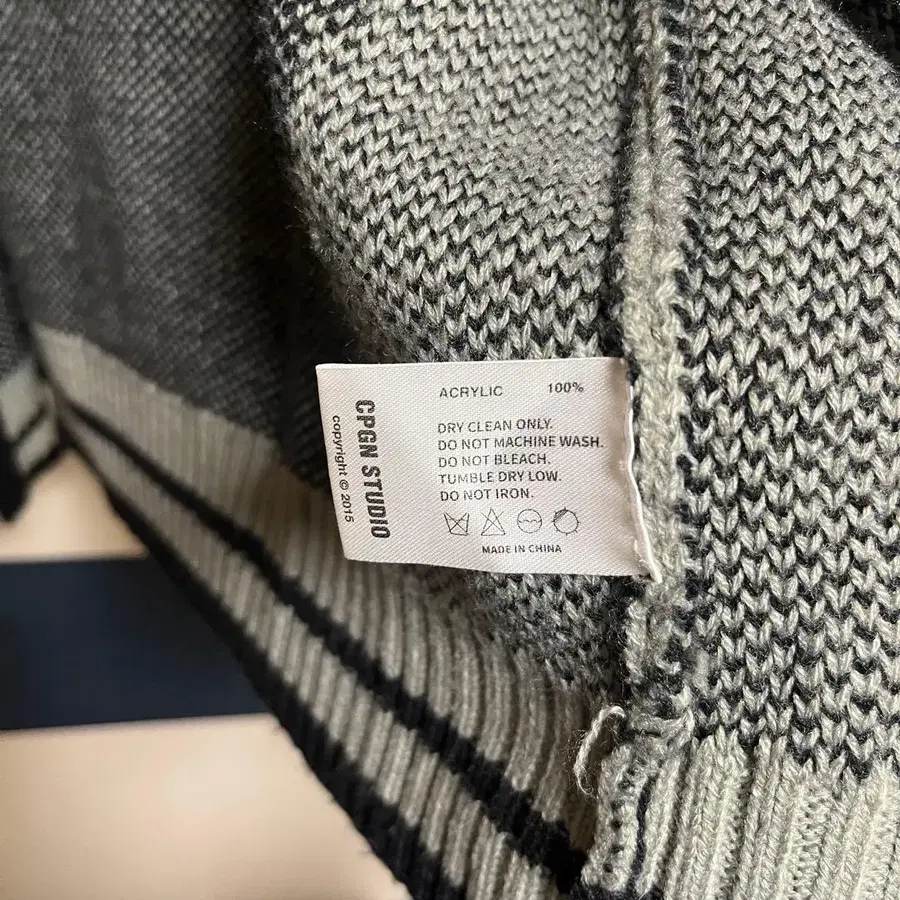 ACRYLIC 100%
DRY CLEAN ONLY.
DO NOT MACHINE WASH.
DO NOT BLEACH.
TUMBLE DRY LOW.
DO NOT IRON.
MADE IN CHINA
CPGN STUDIO
copyright © 2015